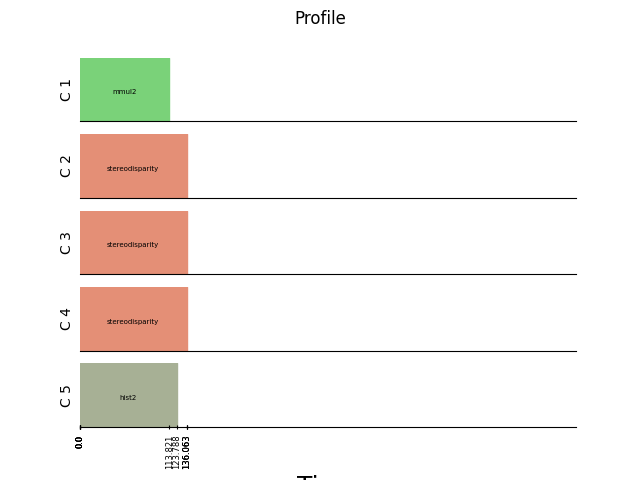 Profile
C 1
mmul2
C 2
stereodisparity
C 3
stereodisparity
C 4
stereodisparity
C 5
hist2
0.0
113.821
123.788
136.063